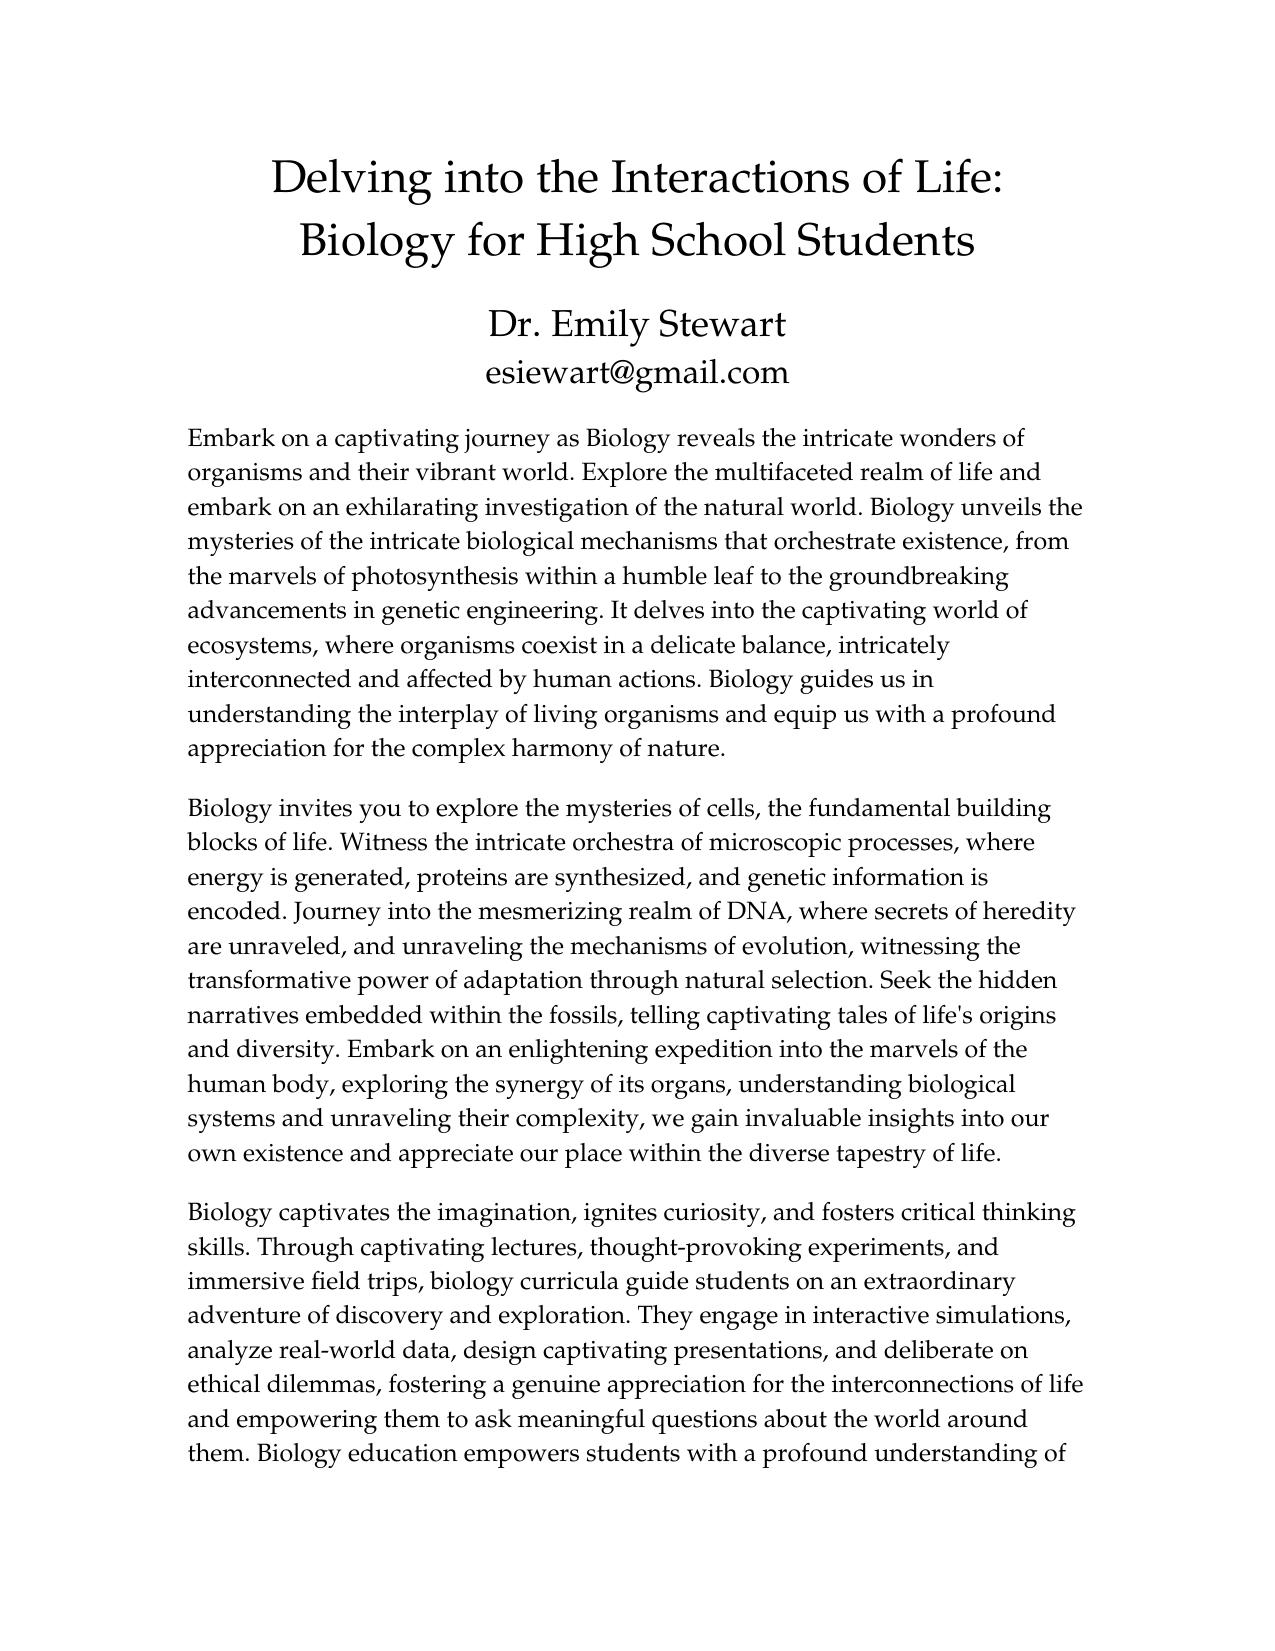 Delving into the Interactions of Life:
Biology for High School Students
Dr. Emily Stewart
esiewart@gmail.com
Embark on a captivating journey as Biology reveals the intricate wonders of
organisms and their vibrant world. Explore the multifaceted realm of life and
embark on an exhilarating investigation of the natural world. Biology unveils the
mysteries of the intricate biological mechanisms that orchestrate existence, from
the marvels of photosynthesis within a humble leaf to the groundbreaking
advancements in genetic engineering. It delves into the captivating world of
ecosystems, where organisms coexist in a delicate balance, intricately
interconnected and affected by human actions. Biology guides us in
understanding the interplay of living organisms and equip us with a profound
appreciation for the complex harmony of nature.
Biology invites you to explore the mysteries of cells, the fundamental building
blocks of life. Witness the intricate orchestra of microscopic processes, where
energy is generated, proteins are synthesized, and genetic information is
encoded. Journey into the mesmerizing realm of DNA, where secrets of heredity
are unraveled, and unraveling the mechanisms of evolution, witnessing the
transformative power of adaptation through natural selection. Seek the hidden
narratives embedded within the fossils, telling captivating tales of life's origins
and diversity. Embark on an enlightening expedition into the marvels of the
human body, exploring the synergy of its organs, understanding biological
systems and unraveling their complexity, we gain invaluable insights into our
own existence and appreciate our place within the diverse tapestry of life.
Biology captivates the imagination, ignites curiosity, and fosters critical thinking
skills. Through captivating lectures, thought-provoking experiments, and
immersive field trips, biology curricula guide students on an extraordinary
adventure of discovery and exploration. They engage in interactive simulations,
analyze real-world data, design captivating presentations, and deliberate on
ethical dilemmas, fostering a genuine appreciation for the interconnections of life
and empowering them to ask meaningful questions about the world around
them. Biology education empowers students with a profound understanding of